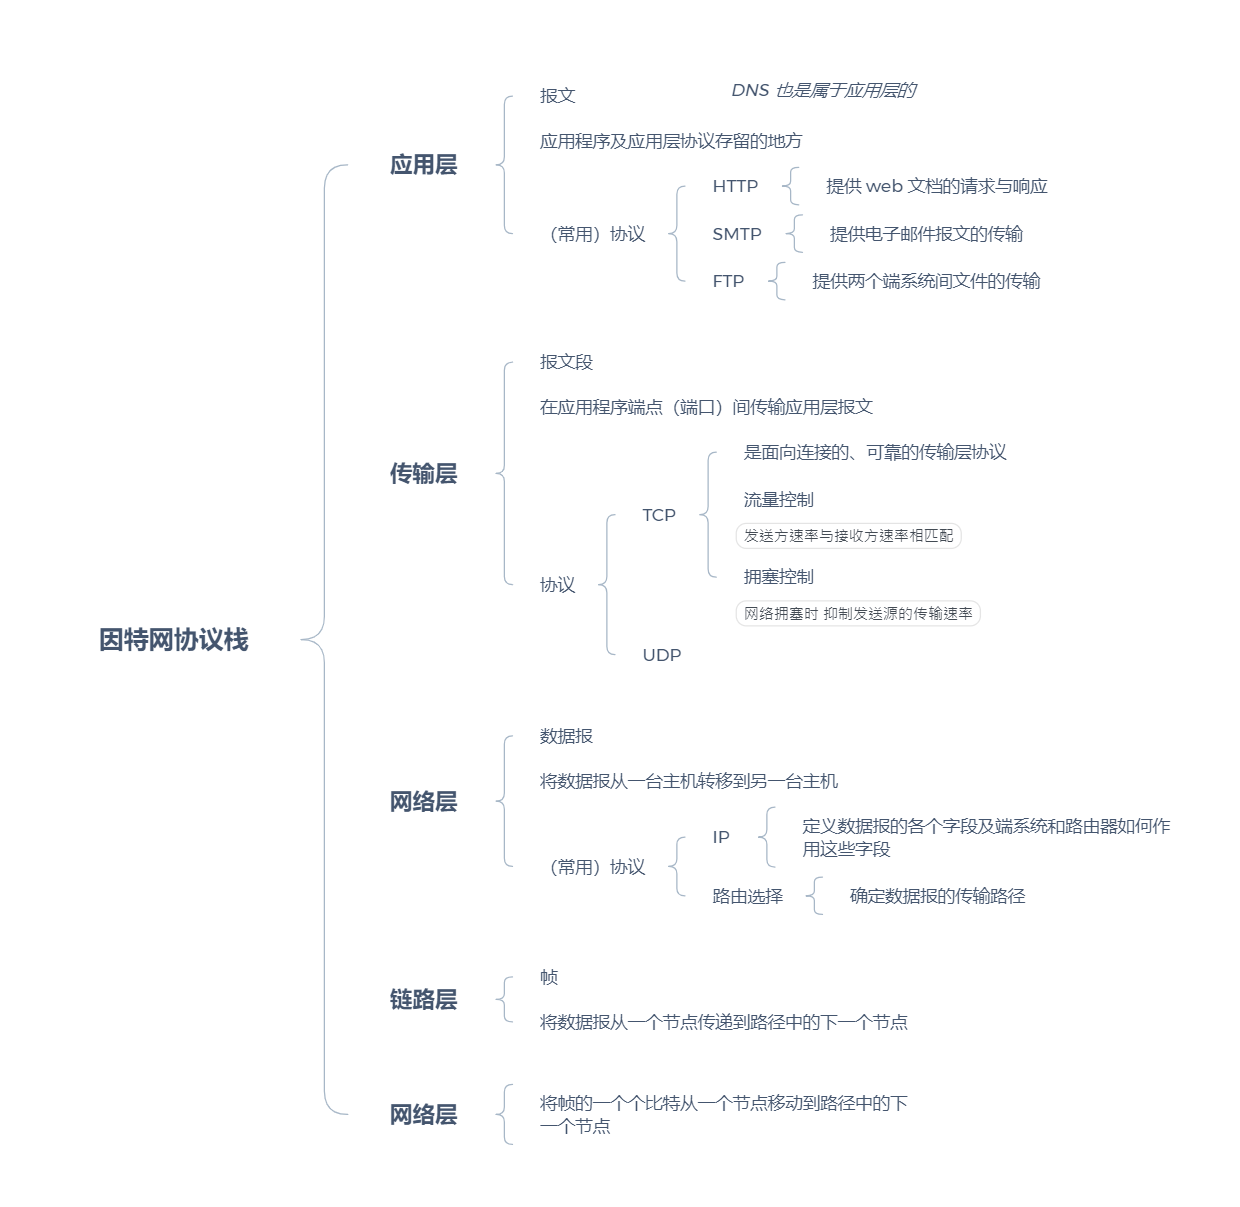 因特网协议栈
应用层
报文
DNS 也是属于应用层的
应用程序及应用层协议存留的地方
（常用）协议
HTTP
提供 web 文档的请求与响应
SMTP
提供电子邮件报文的传输
FTP
提供两个端系统间文件的传输
传输层
报文段
在应用程序端点（端口）间传输应用层报文
协议
TCP
是面向连接的、可靠的传输层协议
流量控制
发送方速率与接收方速率相匹配
拥塞控制
网络拥塞时 抑制发送源的传输速率
UDP
网络层
数据报
将数据报从一台主机转移到另一台主机
（常用）协议
IP
定义数据报的各个字段及端系统和路由器如何作
用这些字段
路由选择
确定数据报的传输路径
链路层
帧
将数据报从一个节点传递到路径中的下一个节点
网络层
将帧的一个个比特从一个节点移动到路径中的下
一个节点